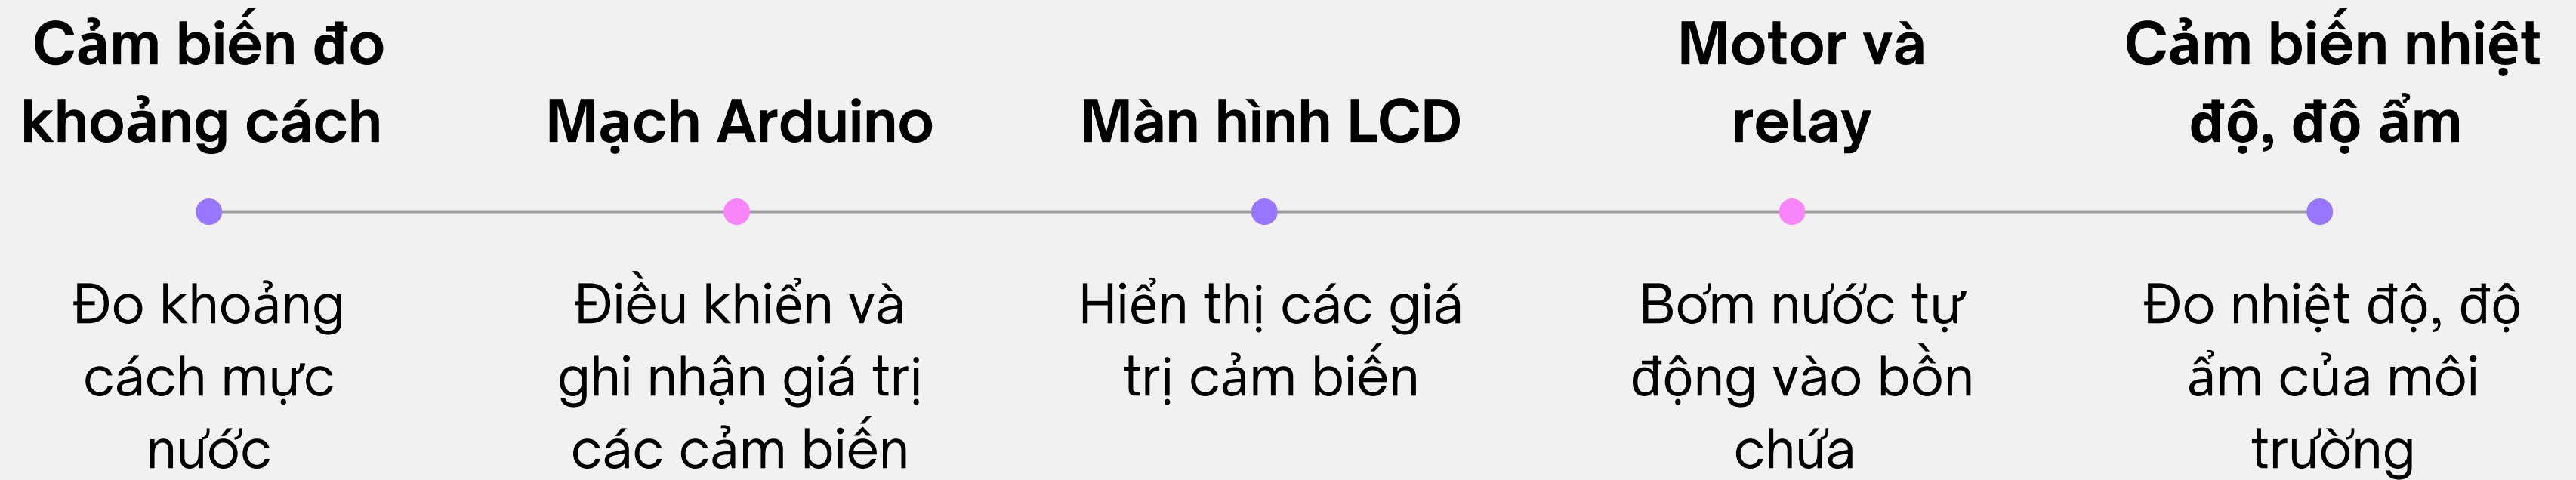 Cảm biến đo
khoảng cách
Đo khoảng
cách mực
nước
Mạch Arduino
Điều khiển và
ghi nhận giá trị
các cảm biến
Màn hình LCD
Hiển thị các giá
trị cảm biến
Motor và
relay
Bơm nước tự
động vào bồn
chứa
Cảm biến nhiệt
độ, độ ẩm
Đo nhiệt độ, độ
ẩm của môi
trường